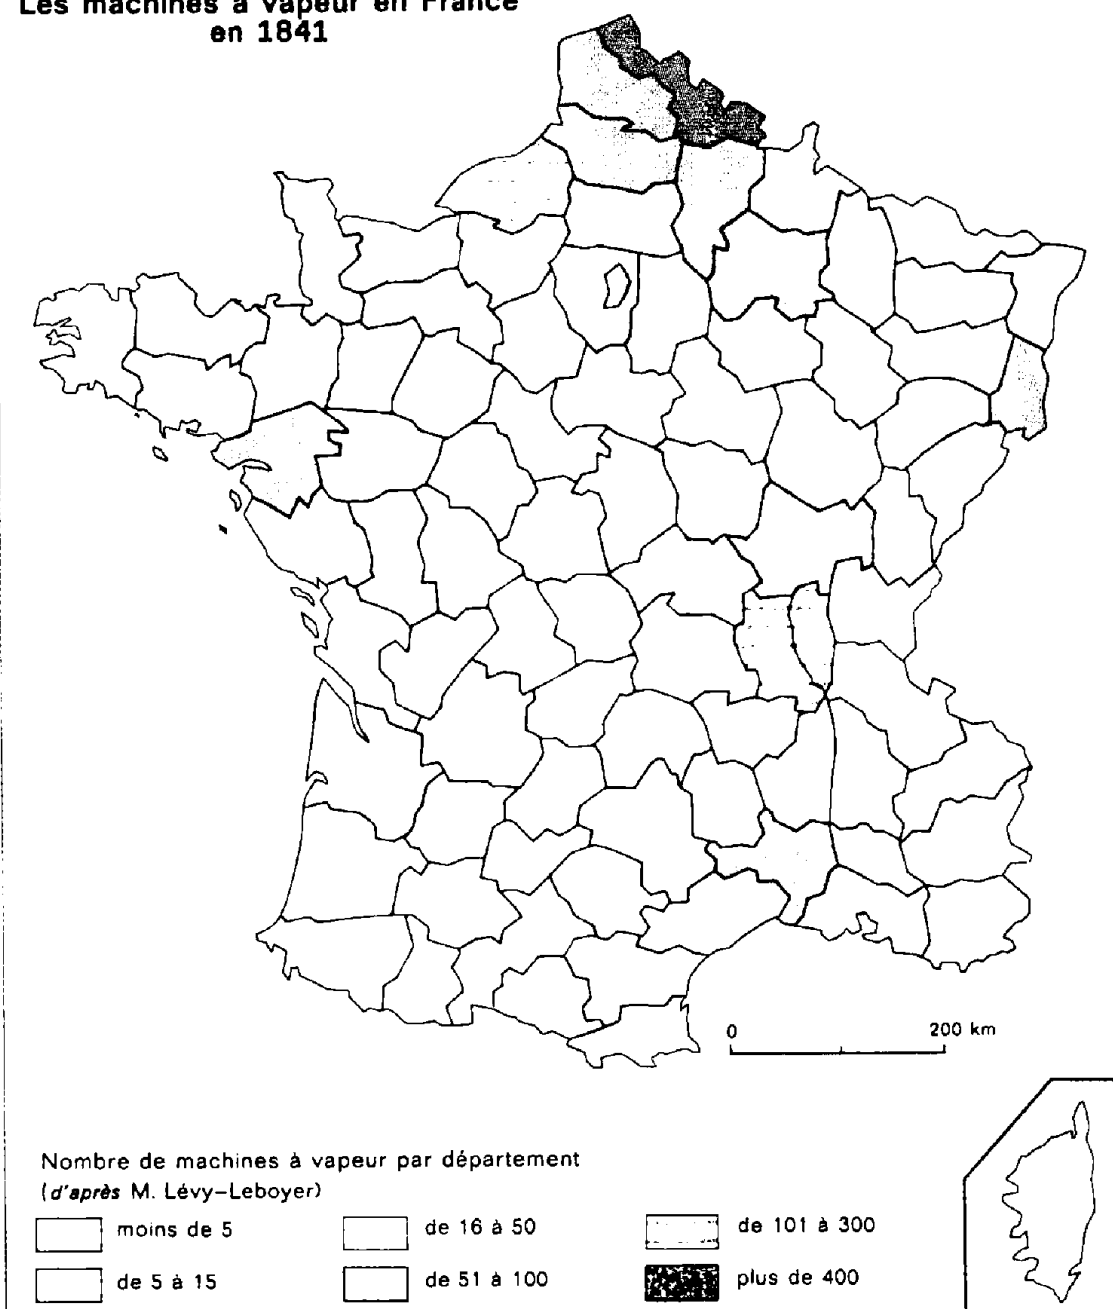 Les machines à vapeur en France
en 1841
0 200 km
Nombre de machines à vapeur par département
(d'après M. Lévy-Leboyer)
moins de 5
de 16 à 50
de 101 à 300
de 5 à 15
de 51 à 100
plus de 400